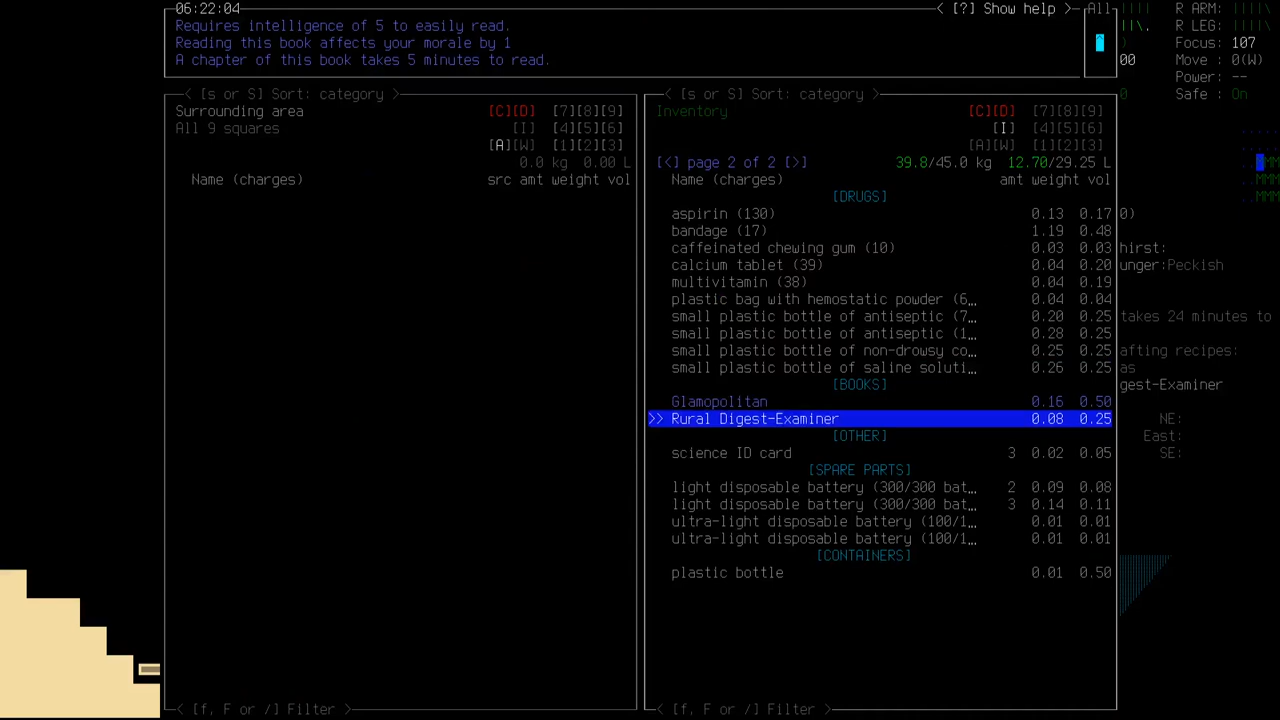 06:22:04 < [?] Show help > All
Requires intelligence of 5 to easily read.
Reading this book affects your morale by 1
A chapter of this book takes 5 minutes to read.
< [s or S] Sort: category >
Surrounding area [C][D] [7][8][9]
All 9 squares [I] [4][5][6]
[A][W] [1][2][3]
0.0 kg 0.00 L
Name (charges) src amt weight vol
< [f, F or /] Filter >
< [s or S] Sort: category >
Inventory [C][D] [7][8][9]
[I] [4][5][6]
[A][W] [1][2][3]
[<] page 2 of 2 [>] 39.8/45.0 kg 12.70/29.25 L
Name (charges) amt weight vol
[DRUGS]
aspirin (130) 0.13 0.17
bandage (17) 1.19 0.48
caffeinated chewing gum (10) 0.03 0.03
calcium tablet (39) 0.04 0.20
multivitamin (38) 0.04 0.19
plastic bag with hemostatic powder (6… 0.04 0.04
small plastic bottle of antiseptic (7… 0.20 0.25
small plastic bottle of antiseptic (1… 0.28 0.25
small plastic bottle of non-drowsy co… 0.25 0.25
small plastic bottle of saline soluti… 0.26 0.25
[BOOKS]
Glamopolitan 0.16 0.50
>> Rural Digest-Examiner 0.08 0.25
[OTHER]
science ID card 3 0.02 0.05
[SPARE PARTS]
light disposable battery (300/300 bat… 2 0.09 0.08
light disposable battery (300/300 bat… 3 0.14 0.11
ultra-light disposable battery (100/1… 0.01 0.01
ultra-light disposable battery (100/1… 0.01 0.01
[CONTAINERS]
plastic bottle 0.01 0.50
< [f, F or /] Filter >
R ARM: ||||\
R LEG: ||||\
Focus: 107
00 Move : 0(W)
Power: --
0 Safe : On
MM
MMM
MMM
0)
hirst:
unger:Peckish
takes 24 minutes to
afting recipes:
as
gest-Examiner
NE:
East:
SE: